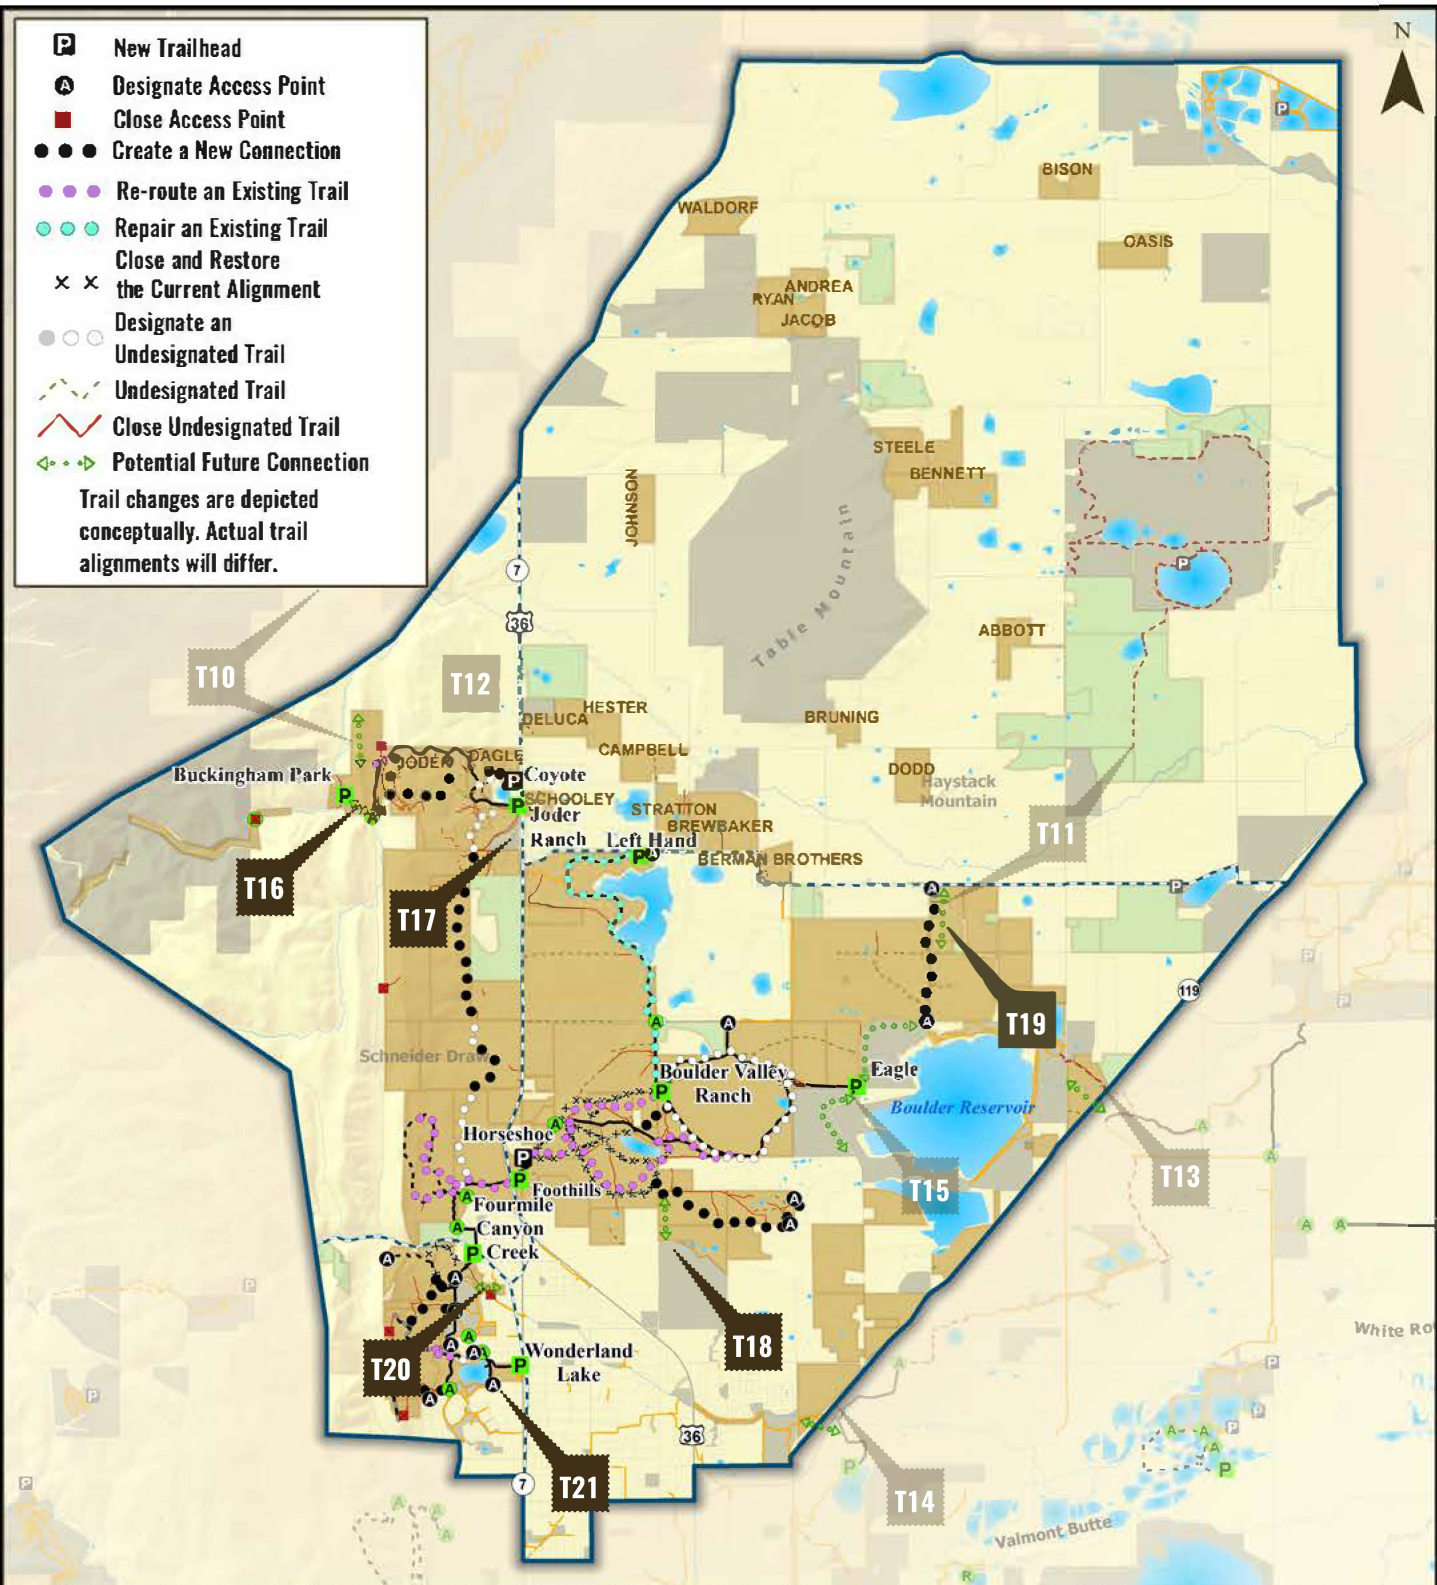 P New Trailhead
A Designate Access Point
Close Access Point
Create a New Connection
Re-route an Existing Trail
Repair an Existing Trail
Close and Restore
the Current Alignment
Designate an
Undesignated Trail
Undesignated Trail
Close Undesignated Trail
Potential Future Connection
Trail changes are depicted
conceptually. Actual trail
alignments will differ.
N
P
BISON
WALDORF
OASIS
ANDREA
RYAN
JACOB
STEELE
BENNETT
JOHNSON
Table Mountain
7
36
P
ABBOTT
T10
T12
HESTER
DELUCA
BRUNING
CAMPBELL
DAGLE
JODER
DODD
Buckingham Park
P
P Coyote
Haystack
Mountain
P
SCHOOLEY
Joder
Ranch
STRATTON
BREWBAKER
T11
A
Left Hand
P A
BERMAN BROTHERS
T16
T17
A
P
119
T19
A
A
A
Schneider Draw
Eagle
P
Boulder Valley
Ranch
P
Boulder Reservoir
Horseshoe
A
P
P
Foothills
T13
T15
A
Fourmile
Canyon
Creek
A
P
A
A
A
A
A
A
T18
T20
A
A
A
A
Wonderland
Lake
P
A
A
A
White Ro
36
T21
7
T14
Valmont Butte
P
P
P
R